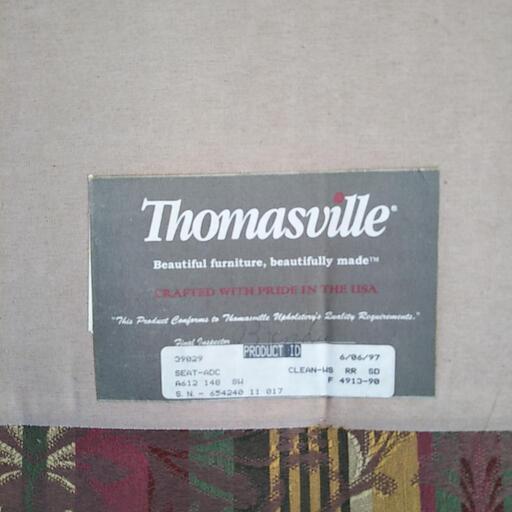 Thomasville®
Beautiful furniture, beautifully made™
CRAFTED WITH PRIDE IN THE USA
"This Product Conforms to Thomasville Upholstery's Quality Requirements."
Final Inspector
PRODUCT ID
39029 6/06/97
SEAT-ADC CLEAN-WS RR SD
A612 148 SW F 4913-90
S.N - 654240 11 017